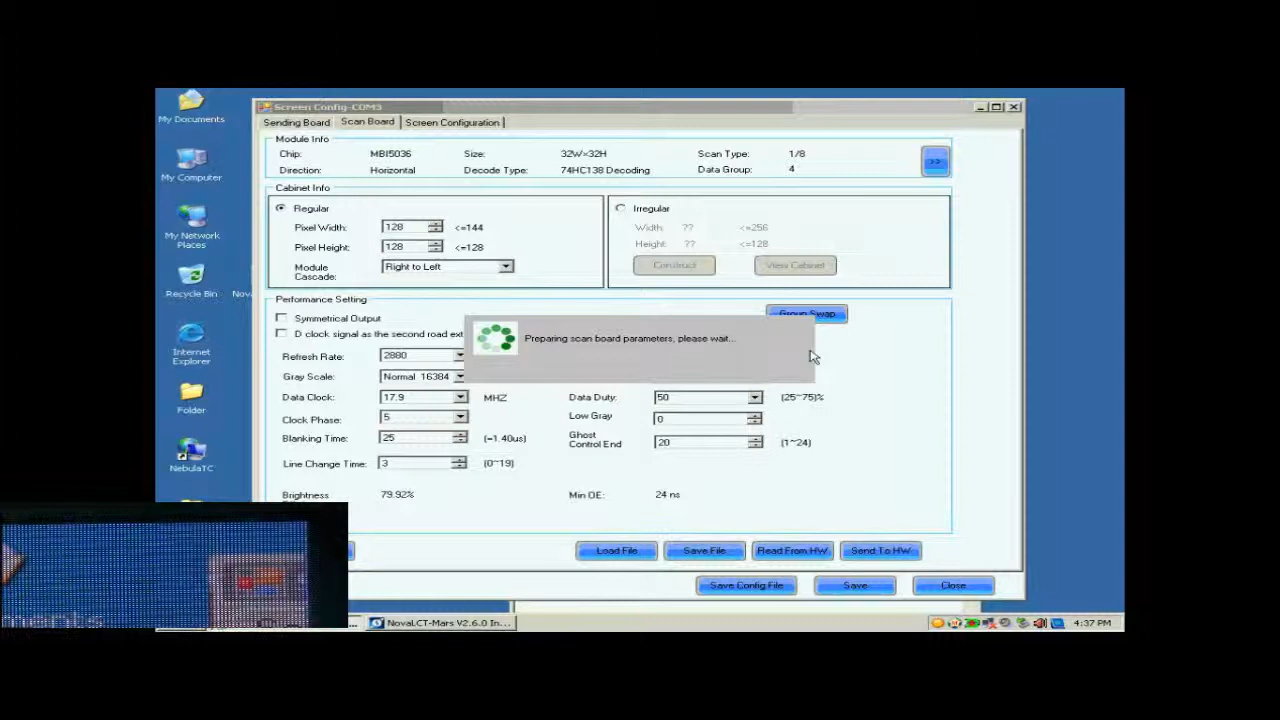 My Documents
My Computer
My Network Places
Recycle Bin
Nov
Internet Explorer
Folder
NebulaTC
Screen Config-COM3
Sending Board Scan Board Screen Configuration
Module Info
Chip: MBI5036 Size: 32W×32H Scan Type: 1/8
>>
Direction: Horizontal Decode Type: 74HC138 Decoding Data Group: 4
Cabinet Info
Regular
Pixel Width: 128 <=144
Pixel Height: 128 <=128
Module Cascade: Right to Left
Irregular
Width: ?? <=256
Height: ?? <=128
Construct View Cabinet
Performance Setting
Symmetrical Output
Group Swap
D clock signal as the second road ext
Preparing scan board parameters, please wait...
Refresh Rate: 2880
Gray Scale: Normal 16384
Data Clock: 17.9 MHZ Data Duty: 50 (25~75)%
Clock Phase: 5 Low Gray 0
Blanking Time: 25 (=1.40us) Ghost Control End 20 (1~24)
Line Change Time: 3 (0~19)
Brightness 79.92% Min OE: 24 ns
Load File Save File Read From HW Send To HW
Save Config File Save Close
... NovaLCT-Mars V2.6.0 In... 4:37 PM